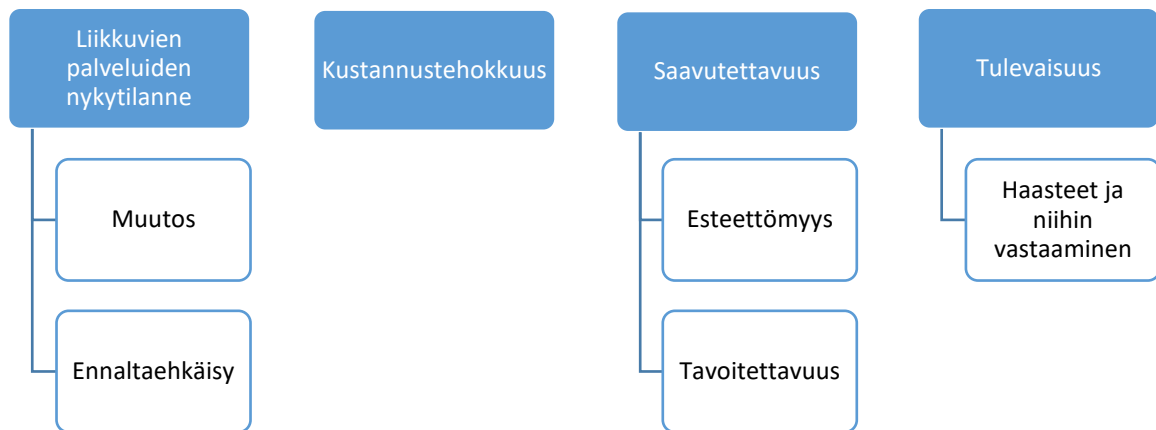 Liikkuvien
palveluiden
nykytilanne
Muutos
Ennaltaehkäisy
Kustannustehokkuus
Saavutettavuus
Esteettömyys
Tavoitettavuus
Tulevaisuus
Haasteet ja
niihin
vastaaminen